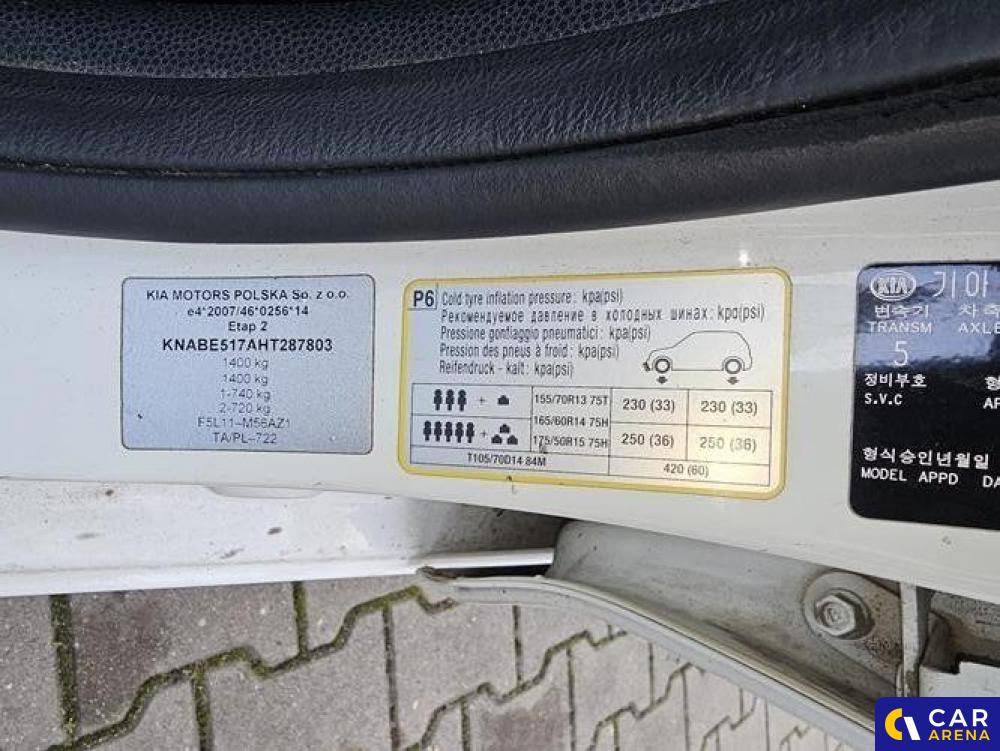 KIA MOTORS POLSKA Sp. z o.o.
e4*2007/46*0256*14
Etap 2
KNABE517AHT287803
1400 kg
1400 kg
1-740 kg
2-720 kg
F5L11-M56AZ1
TA/PL-722
P6 Cold tyre inflation pressure : kpa(psi)
Рекомендуемое давление в холодных шинах: kpa(psi)
Pressione gonfiaggio pneumatici : kpa(psi)
Pression des pneus à froid : kpa(psi)
Reifendruck - kalt : kpa(psi)
+ 155/70R13 75T 230 (33) 230 (33)
165/60R14 75H
+ 175/50R15 75H 250 (36) 250 (36)
T105/70D14 84M 420 (60)
KIA 기아
변속기 차축
TRANSM AXLE
5
정비부호 형
S.V.C AP
형식승인년월일
MODEL APPD DA
CAR
ARENA